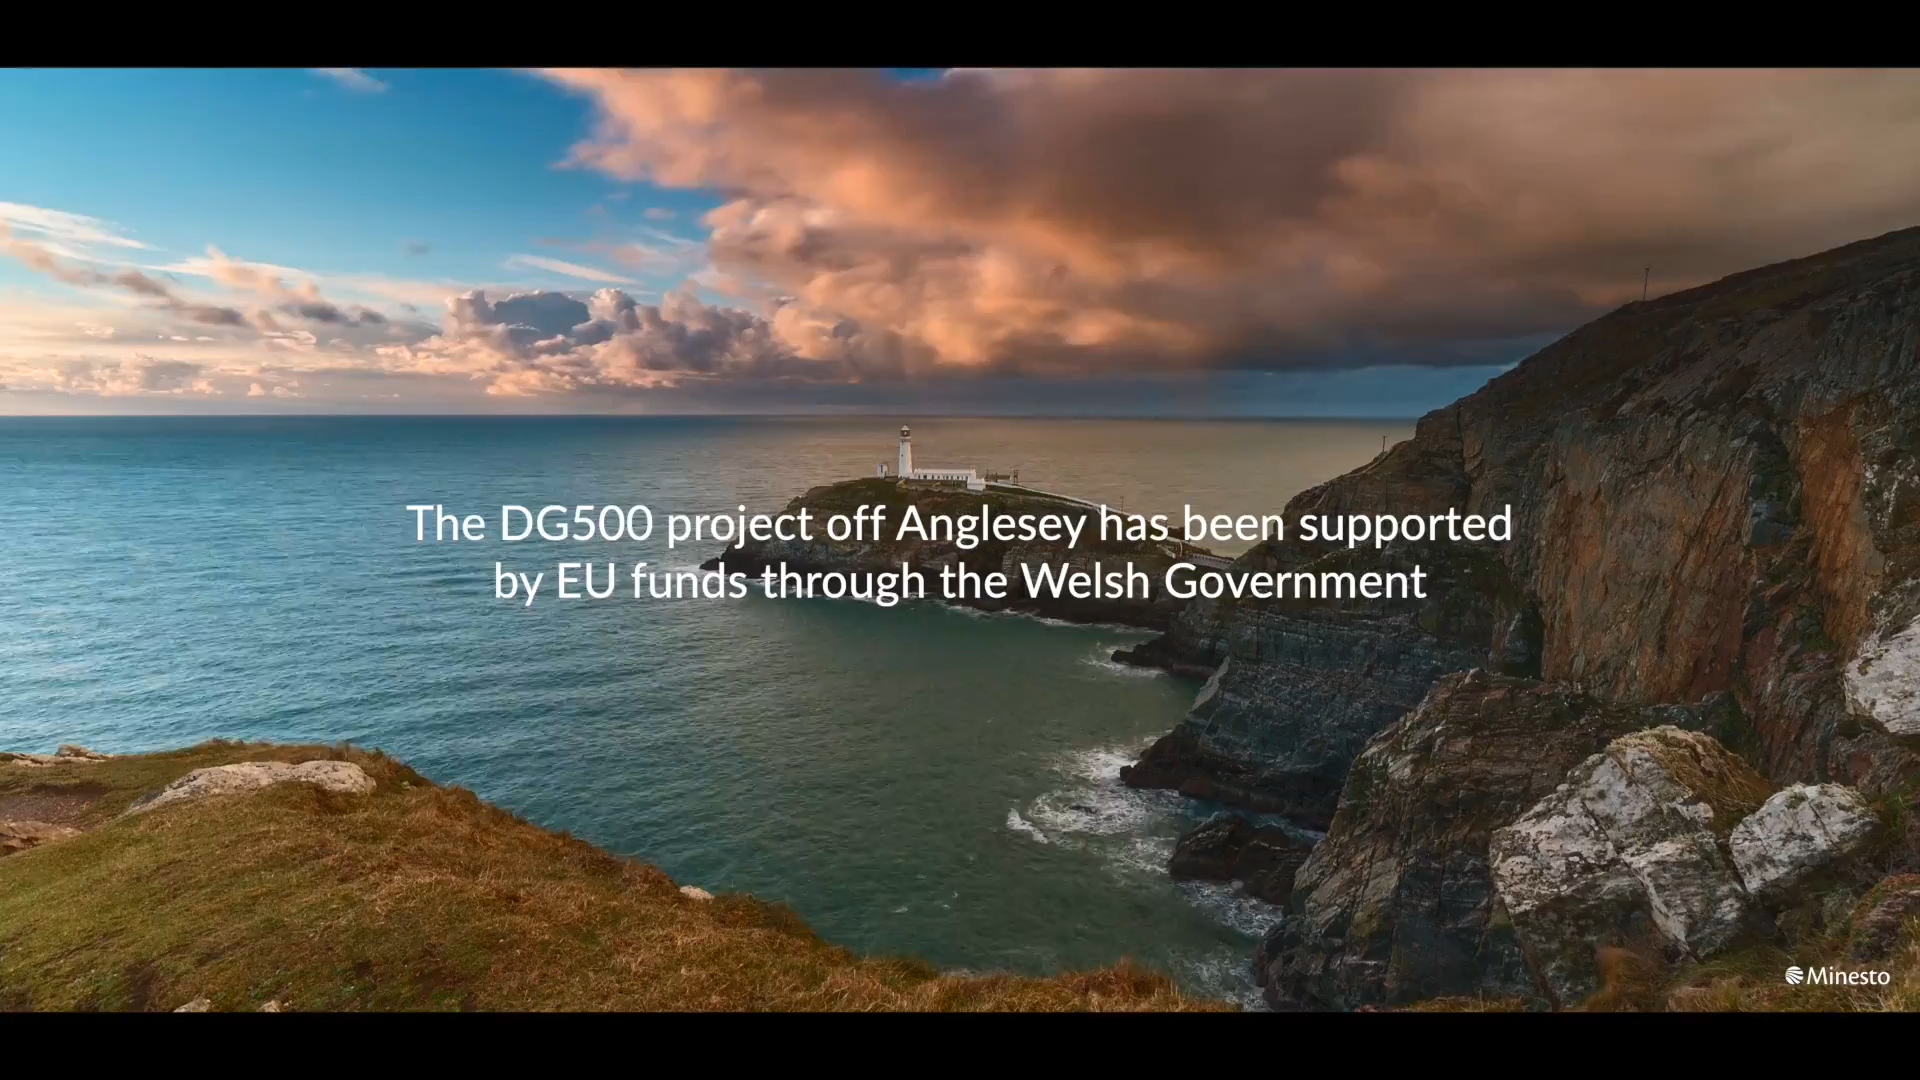 The DG500 project off Anglesey has been supported
by EU funds through the Welsh Government
Minesto